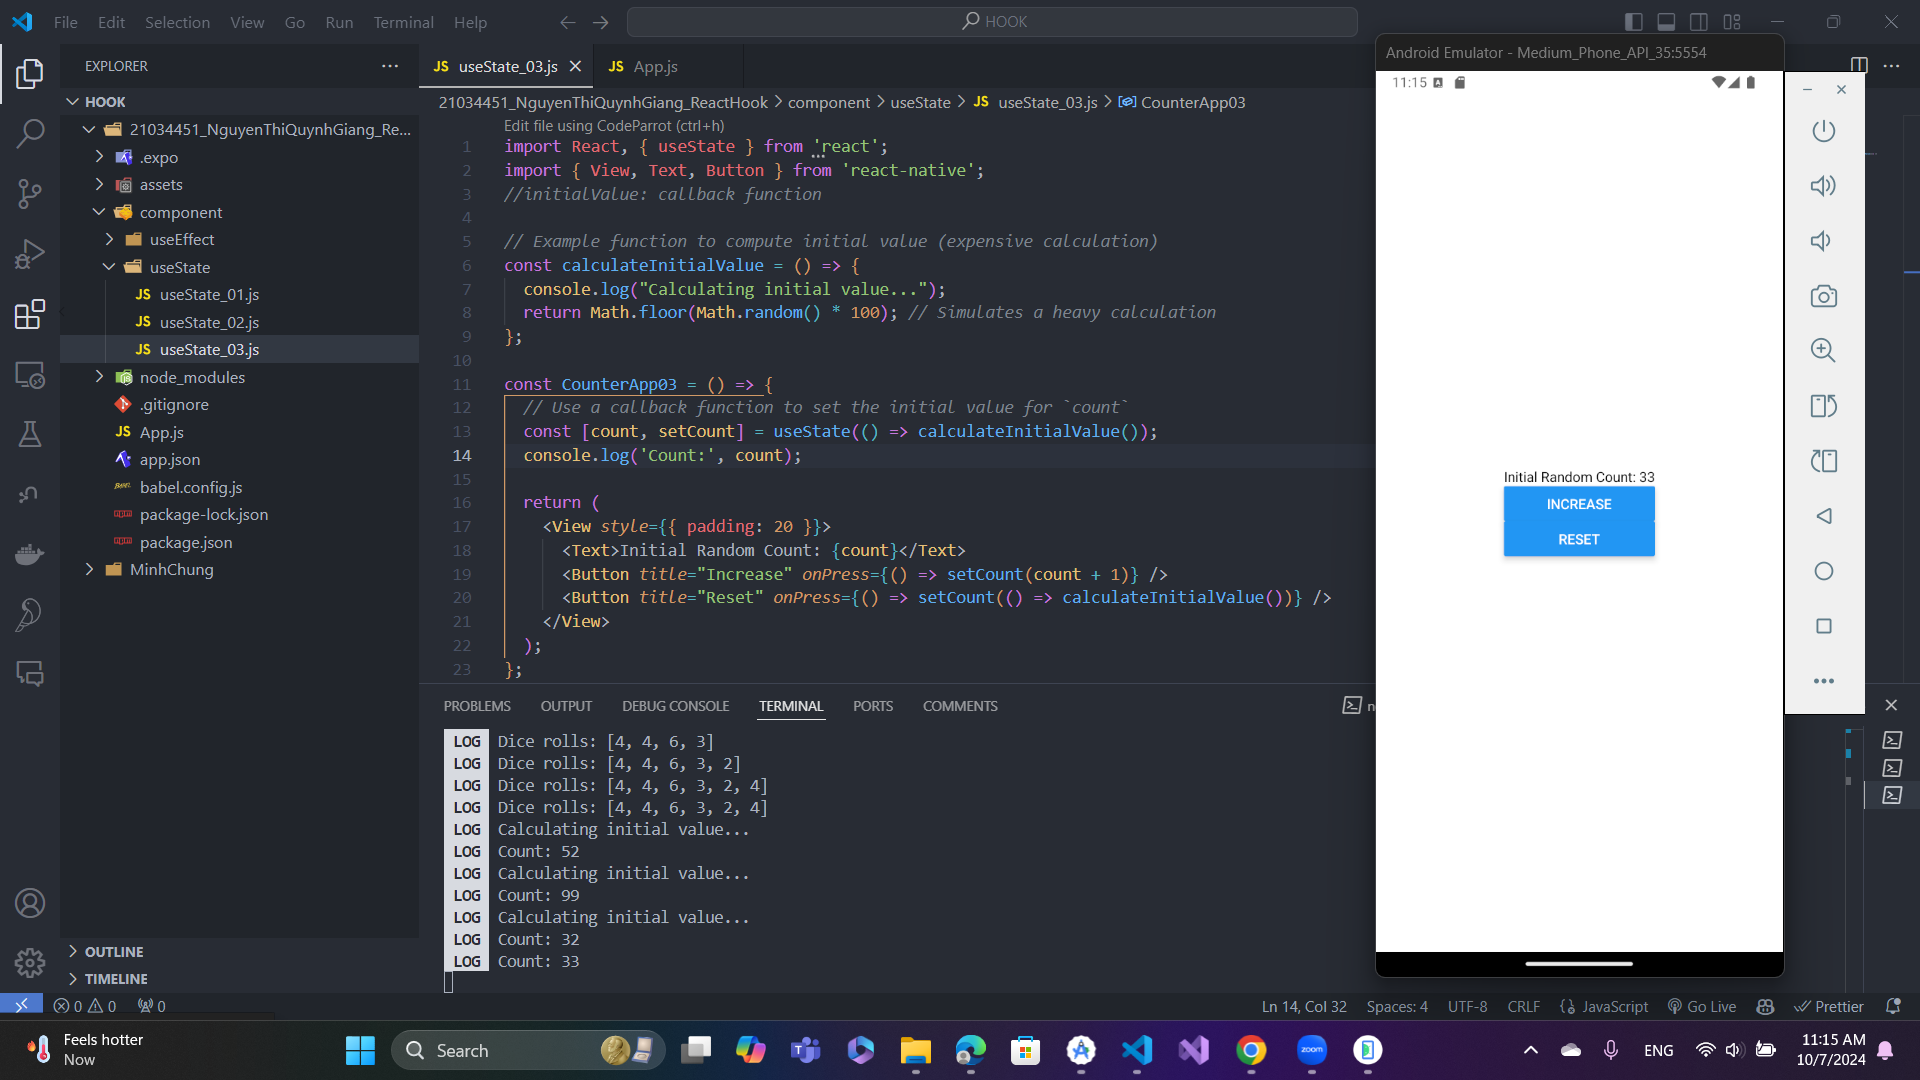 File Edit Selection View Go Run Terminal Help
HOOK
EXPLORER
HOOK
21034451_NguyenThiQuynhGiang_Re...
.expo
assets
component
useEffect
useState
JS useState_01.js
JS useState_02.js
JS useState_03.js
node_modules
.gitignore
JS App.js
app.json
babel.config.js
package-lock.json
package.json
MinhChung
OUTLINE
TIMELINE
JS useState_03.js
JS App.js
21034451_NguyenThiQuynhGiang_ReactHook > component > useState > JS useState_03.js > CounterApp03
Edit file using CodeParrot (ctrl+h)
1 import React, { useState } from 'react';
2 import { View, Text, Button } from 'react-native';
3 //initialValue: callback function
4
5 // Example function to compute initial value (expensive calculation)
6 const calculateInitialValue = () => {
7 console.log("Calculating initial value...");
8 return Math.floor(Math.random() * 100); // Simulates a heavy calculation
9 };
10
11 const CounterApp03 = () => {
12 // Use a callback function to set the initial value for `count`
13 const [count, setCount] = useState(() => calculateInitialValue());
14 console.log('Count:', count);
15
16 return (
17 <View style={{ padding: 20 }}>
18 <Text>Initial Random Count: {count}</Text>
19 <Button title="Increase" onPress={() => setCount(count + 1)} />
20 <Button title="Reset" onPress={() => setCount(() => calculateInitialValue())} />
21 </View>
22 );
23 };
PROBLEMS OUTPUT DEBUG CONSOLE TERMINAL PORTS COMMENTS
LOG Dice rolls: [4, 4, 6, 3]
LOG Dice rolls: [4, 4, 6, 3, 2]
LOG Dice rolls: [4, 4, 6, 3, 2, 4]
LOG Dice rolls: [4, 4, 6, 3, 2, 4]
LOG Calculating initial value...
LOG Count: 52
LOG Calculating initial value...
LOG Count: 99
LOG Calculating initial value...
LOG Count: 32
LOG Count: 33
Android Emulator - Medium_Phone_API_35:5554
11:15
Initial Random Count: 33
INCREASE
RESET
0 0 0
Ln 14, Col 32 Spaces: 4 UTF-8 CRLF JavaScript Go Live Prettier
Feels hotter
Now
Search
zoom
ENG
11:15 AM
10/7/2024